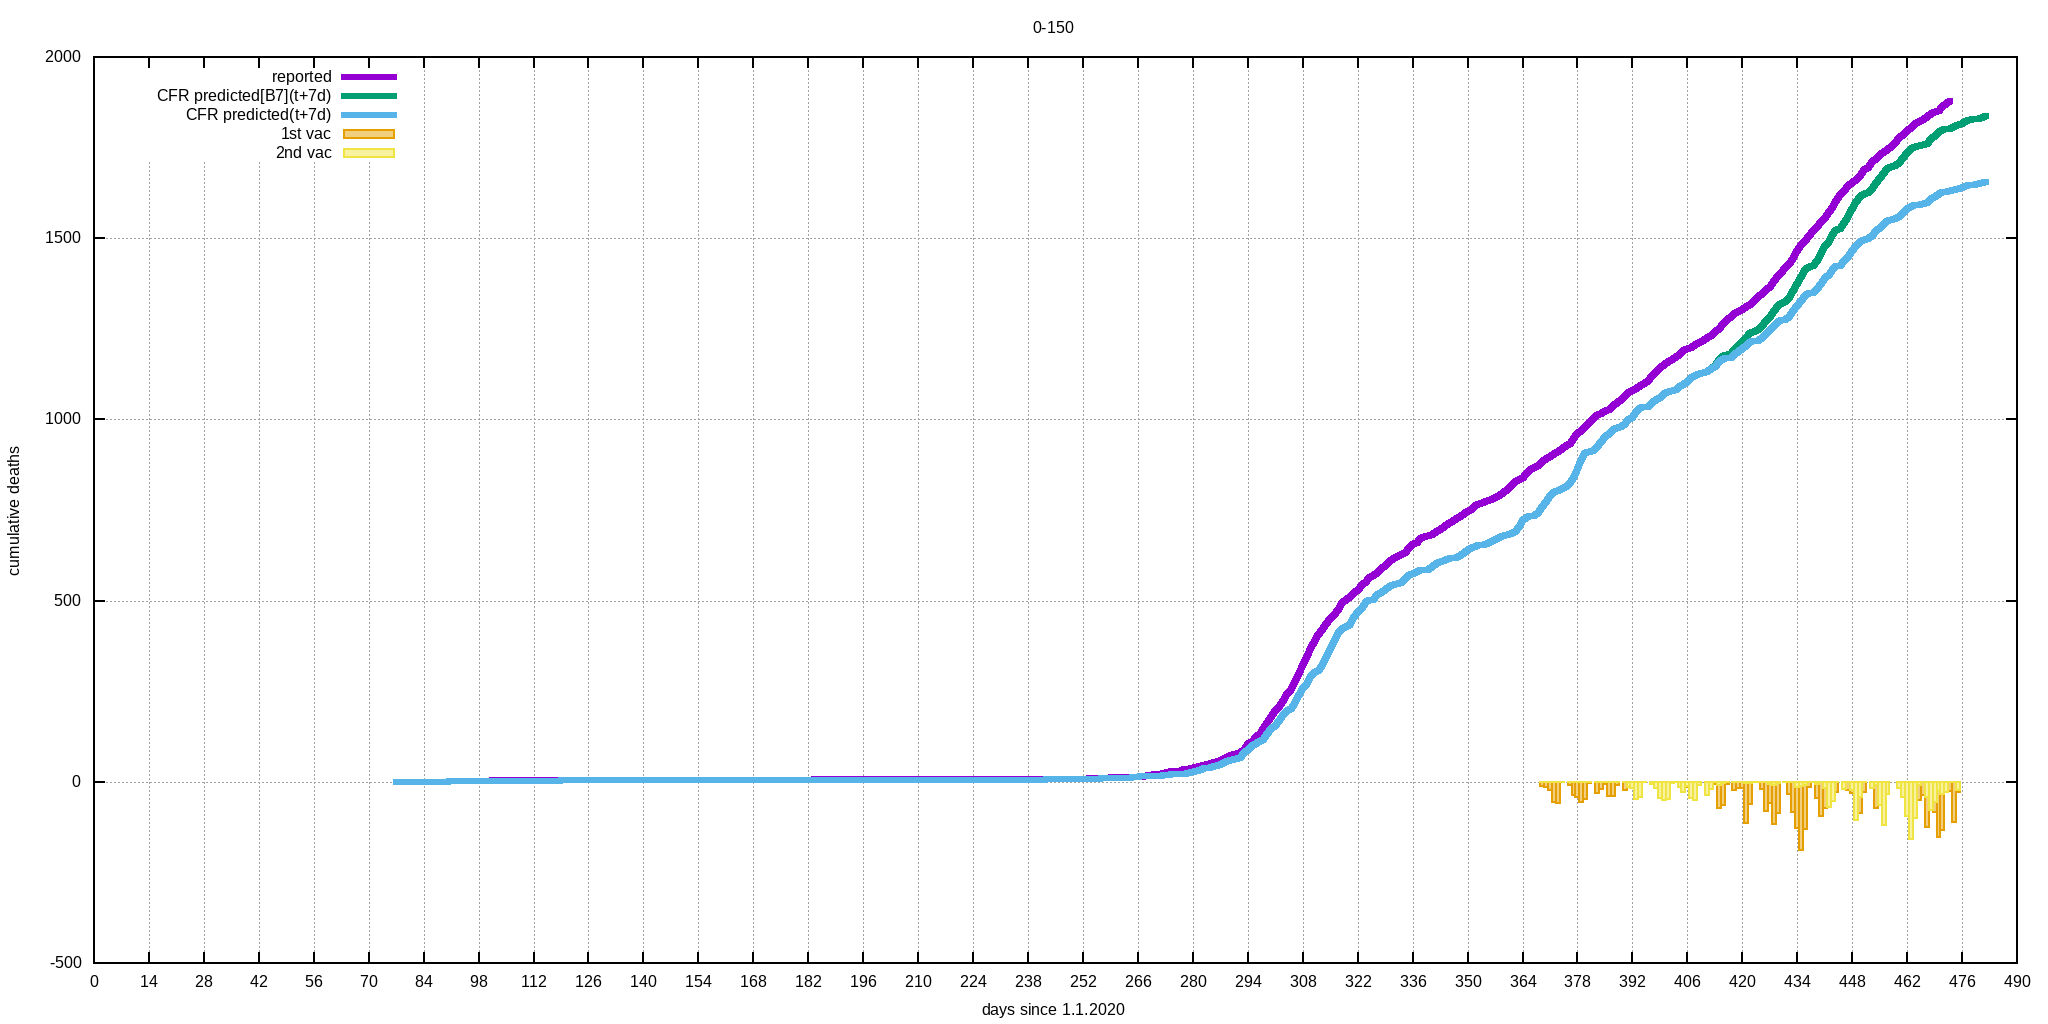 0-150
2000
1500
1000
500
0
-500
cumulative deaths
reported
CFR predicted[B7](t+7d)
CFR predicted(t+7d)
1st vac
2nd vac
0 14 28 42 56 70 84 98 112 126 140 154 168 182 196 210 224 238 252 266 280 294 308 322 336 350 364 378 392 406 420 434 448 462 476 490
days since 1.1.2020